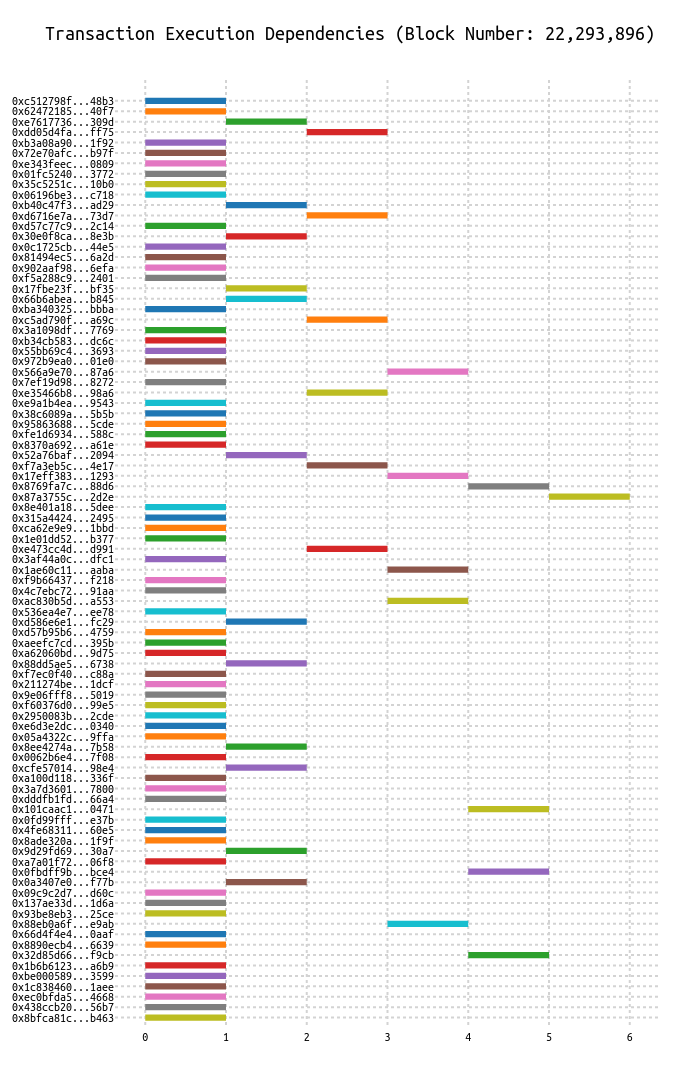 Transaction Execution Dependencies (Block Number: 22,293,896)
0xc512798f...48b3
0x62472185...40f7
0xe7617736...309d
0xdd05d4fa...ff75
0xb3a08a90...1f92
0x72e70afc...b97f
0xe343feec...0809
0x01fc5240...3772
0x35c5251c...10b0
0x06196be3...c718
0xb40c47f3...ad29
0xd6716e7a...73d7
0xd57c77c9...2c14
0x30e0f8ca...8e3b
0x0c1725cb...44e5
0x81494ec5...6a2d
0x902aaf98...6efa
0xf5a288c9...2401
0x17fbe23f...bf35
0x66b6abea...b845
0xba340325...bbba
0xc5ad790f...a69c
0x3a1098df...7769
0xb34cb583...dc6c
0x55bb69c4...3693
0x972b9ea0...01e0
0x566a9e70...87a6
0x7ef19d98...8272
0xe35466b8...98a6
0xe9a1b4ea...9543
0x38c6089a...5b5b
0x95863688...5cde
0xfe1d6934...588c
0x8370a692...a61e
0x52a76baf...2094
0xf7a3eb5c...4e17
0x17eff383...1293
0x8769fa7c...88d6
0x87a3755c...2d2e
0x8e401a18...5dee
0x315a4424...2495
0xca62e9e9...1bbd
0x1e01dd52...b377
0xe473cc4d...d991
0x3af44a0c...dfc1
0x1ae60c11...aaba
0xf9b66437...f218
0x4c7ebc72...91aa
0xac830b5d...a553
0x536ea4e7...ee78
0xd586e6e1...fc29
0xd57b95b6...4759
0xaeefc7cd...395b
0xa62060bd...9d75
0x88dd5ae5...6738
0xf7ec0f40...c88a
0x211274be...1dcf
0x9e06fff8...5019
0xf60376d0...99e5
0x2950083b...2cde
0xe6d3e2dc...0340
0x05a4322c...9ffa
0x8ee4274a...7b58
0x0062b6e4...7f08
0xcfe57014...98e4
0xa100d118...336f
0x3a7d3601...7800
0xdddfb1fd...66a4
0x101caac1...0471
0x0fd99fff...e37b
0x4fe68311...60e5
0x8ade320a...1f9f
0x9d29fd69...30a7
0xa7a01f72...06f8
0x0fbdff9b...bce4
0x0a3407e0...f77b
0x09c9c2d7...d60c
0x137ae33d...1d6a
0x93be8eb3...25ce
0x88eb0a6f...e9ab
0x66d4f4e4...0aaf
0x8890ecb4...6639
0x32d85d66...f9cb
0x1b6b6123...a6b9
0xbe000589...3599
0x1c838460...1aee
0xec0bfda5...4668
0x438ccb20...56b7
0x8bfca81c...b463
0 1 2 3 4 5 6